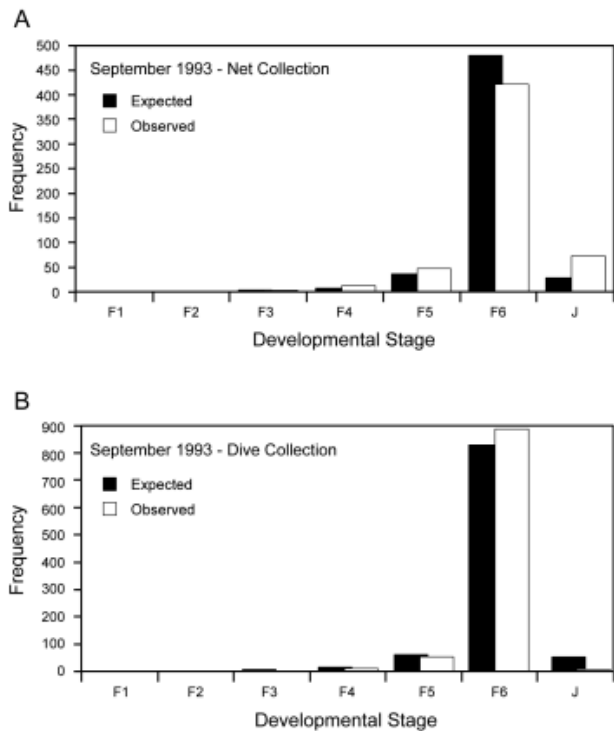 A
500
September 1993 - Net Collection
450
400
Expected
350
Observed
300
Frequency
250
200
150
100
50
0
F1 F2 F3 F4 F5 F6 J
Developmental Stage
B
900
September 1993 - Dive Collection
800
Expected
700
Observed
600
Frequency
500
400
300
200
100
0
F1 F2 F3 F4 F5 F6 J
Developmental Stage